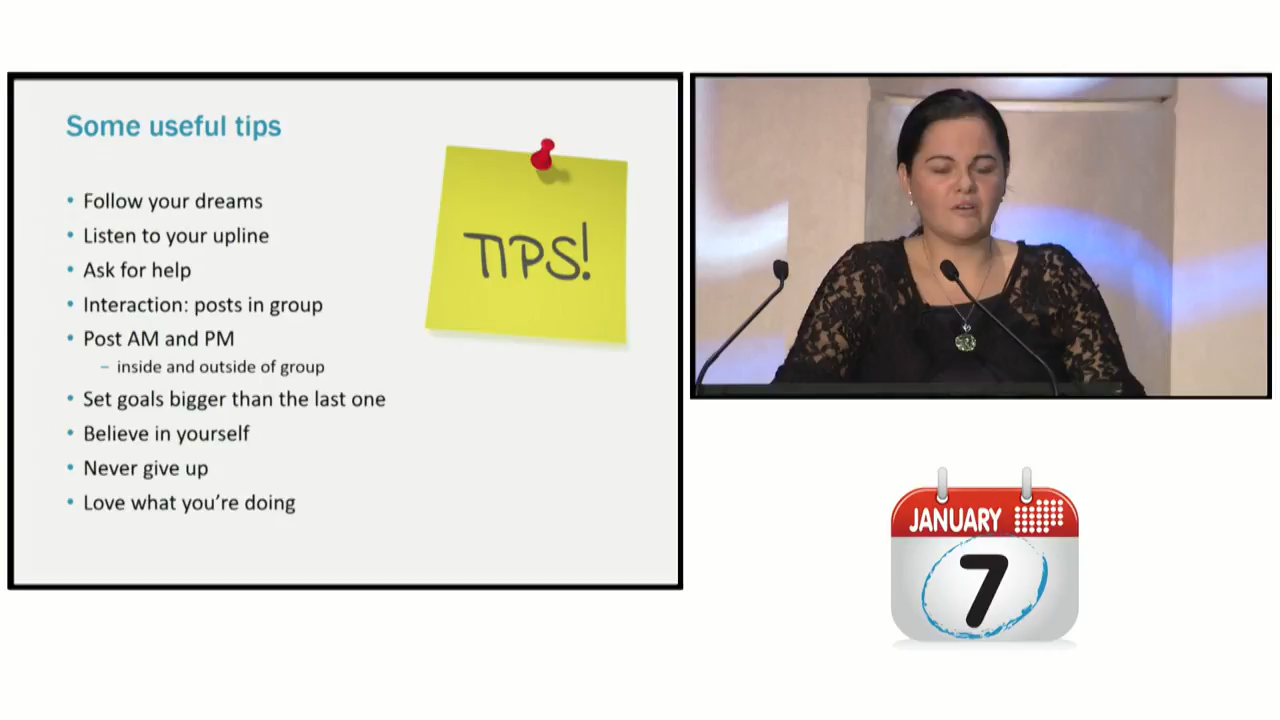 Some useful tips
• Follow your dreams
• Listen to your upline
• Ask for help
• Interaction: posts in group
• Post AM and PM
– inside and outside of group
• Set goals bigger than the last one
• Believe in yourself
• Never give up
• Love what you're doing
TIPS!
JANUARY
7